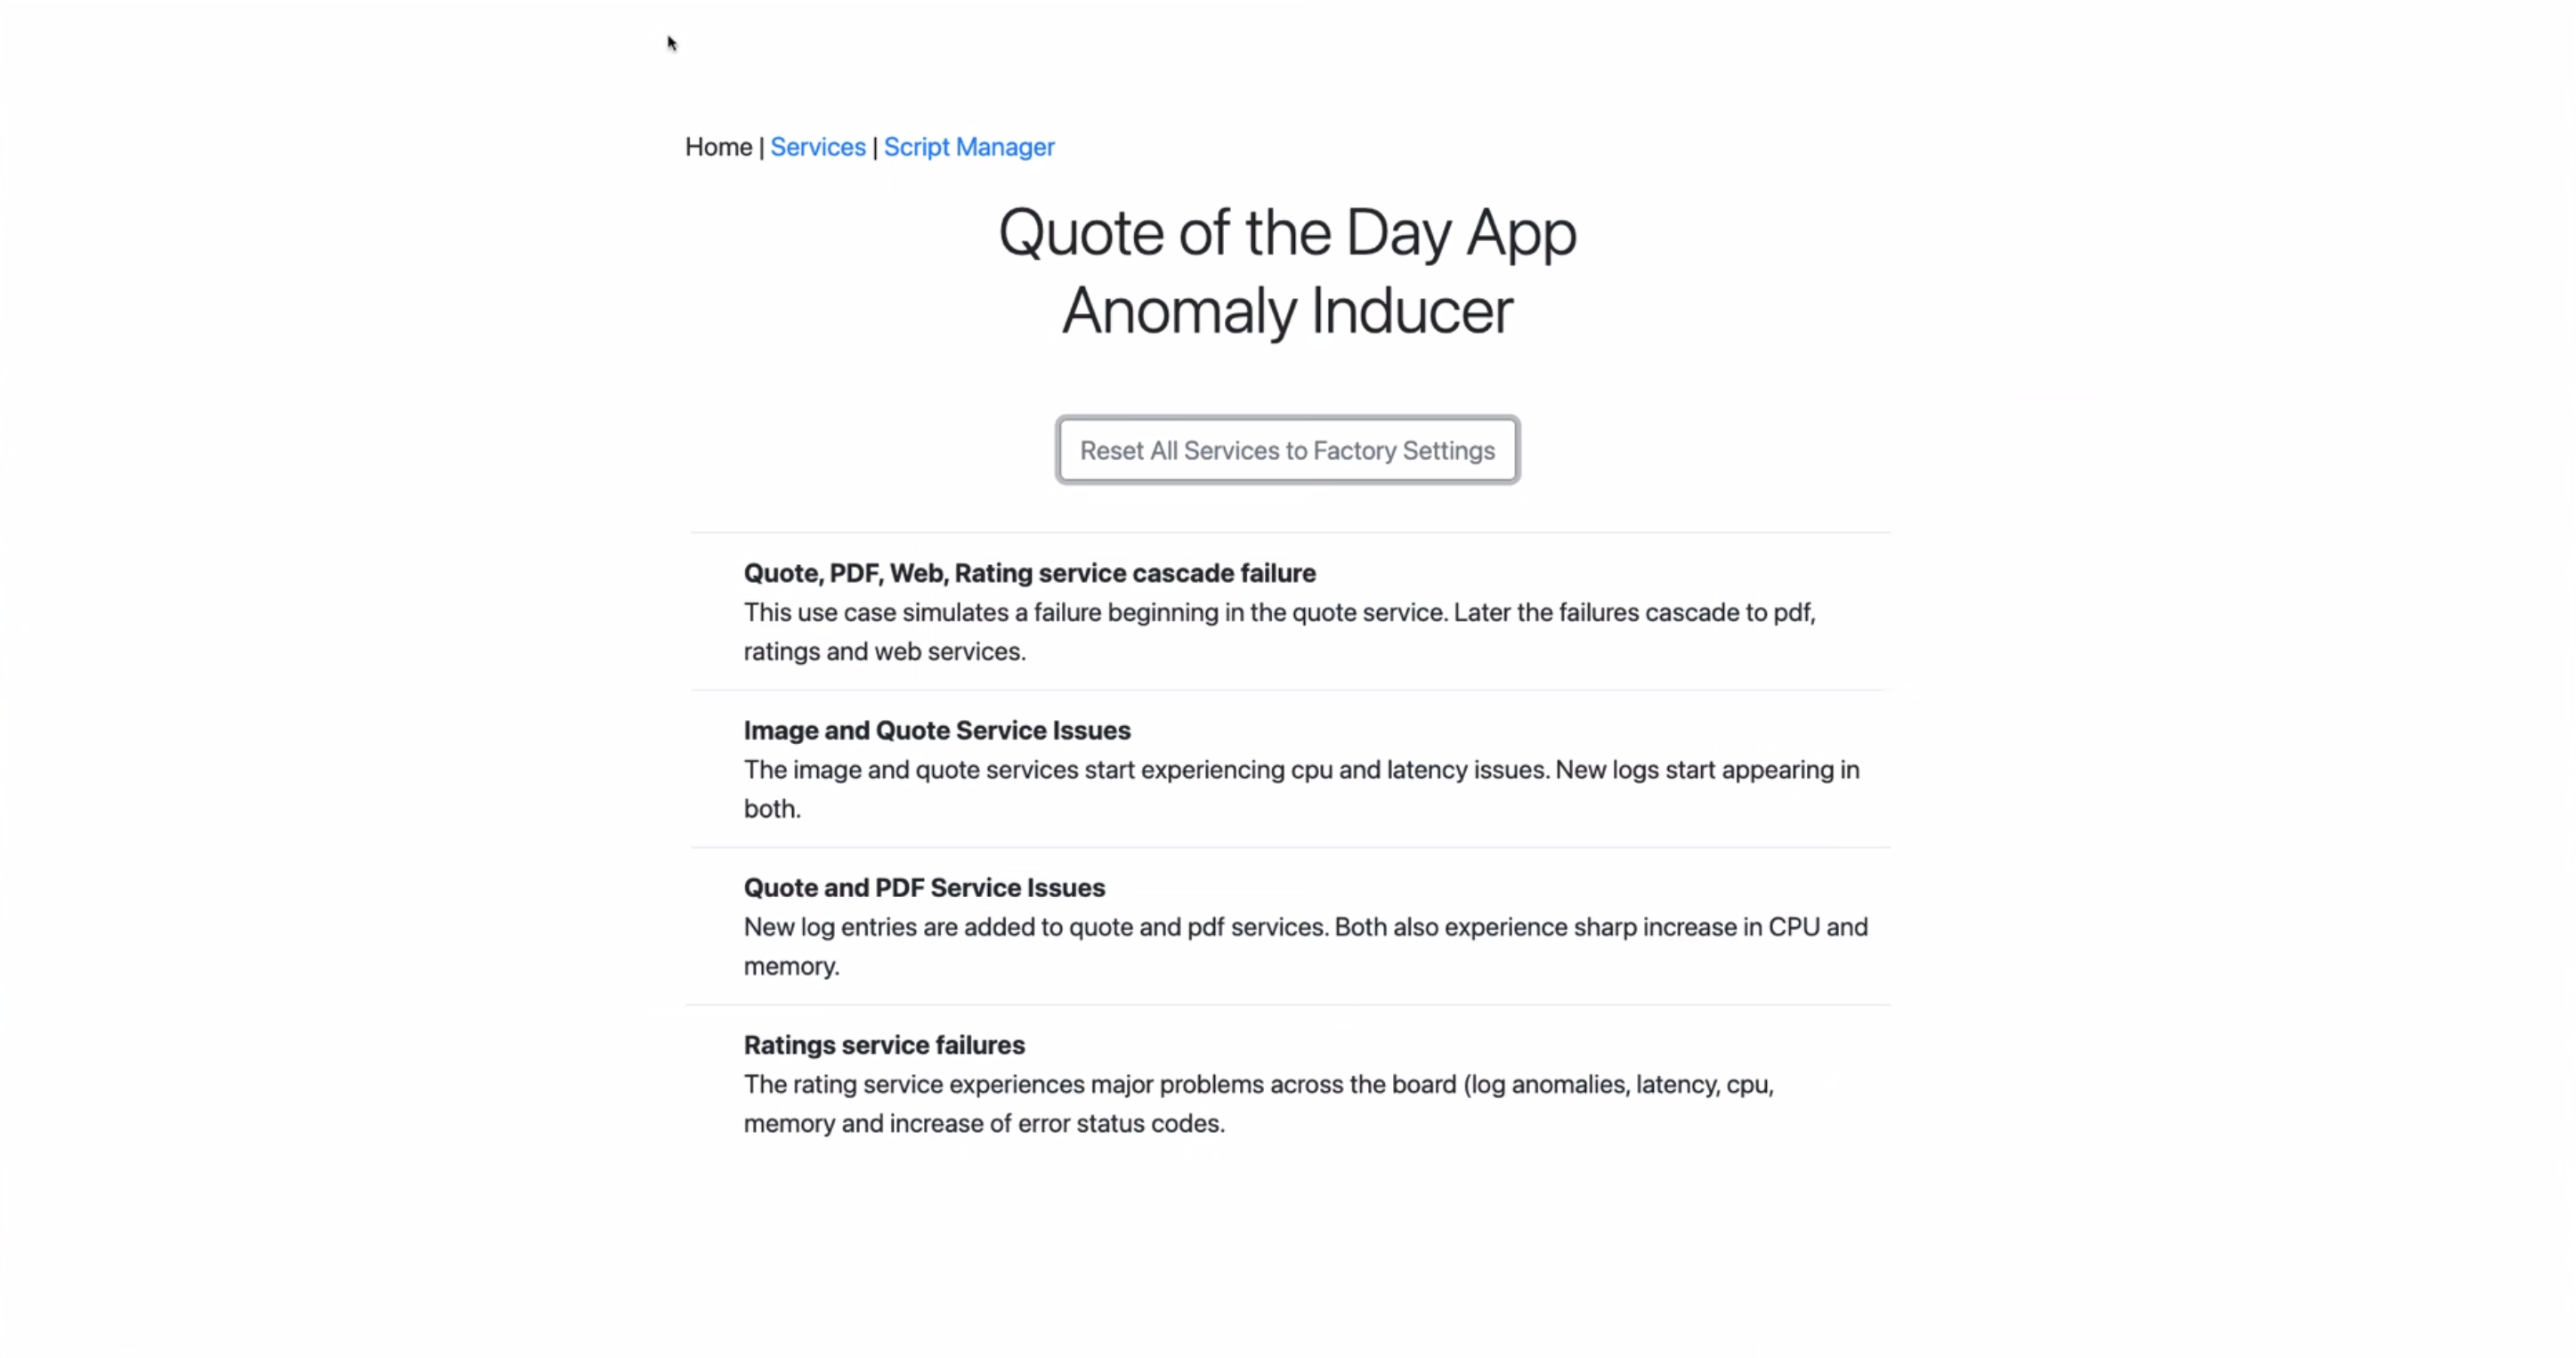 Home | Services | Script Manager
Quote of the Day App
Anomaly Inducer
Reset All Services to Factory Settings
Quote, PDF, Web, Rating service cascade failure
This use case simulates a failure beginning in the quote service. Later the failures cascade to pdf,
ratings and web services.
Image and Quote Service Issues
The image and quote services start experiencing cpu and latency issues. New logs start appearing in
both.
Quote and PDF Service Issues
New log entries are added to quote and pdf services. Both also experience sharp increase in CPU and
memory.
Ratings service failures
The rating service experiences major problems across the board (log anomalies, latency, cpu,
memory and increase of error status codes.